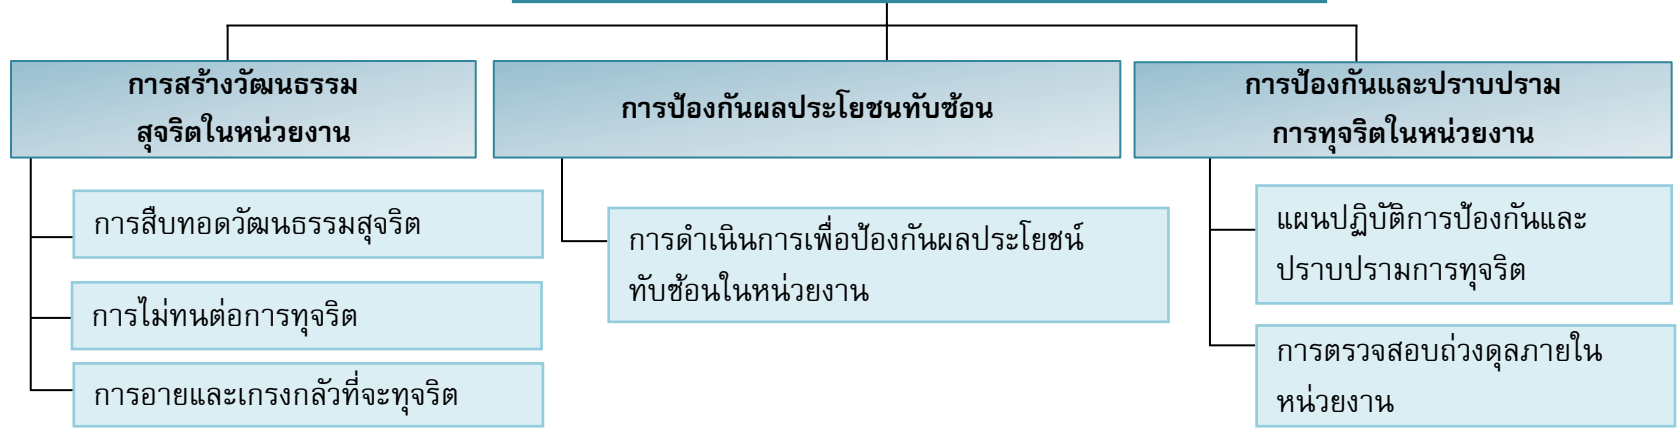 การสร้างวัฒนธรรม
สุจริตในหน่วยงาน
การสืบทอดวัฒนธรรมสุจริต
การไม่ทนต่อการทุจริต
การอายและเกรงกลัวที่จะทุจริต
การป้องกันผลประโยชนทับซ้อน
การดำเนินการเพื่อป้องกันผลประโยชน์
ทับซ้อนในหน่วยงาน
การป้องกันและปราบปราม
การทุจริตในหน่วยงาน
แผนปฏิบัติการป้องกันและ
ปราบปรามการทุจริต
การตรวจสอบถ่วงดุลภายใน
หน่วยงาน